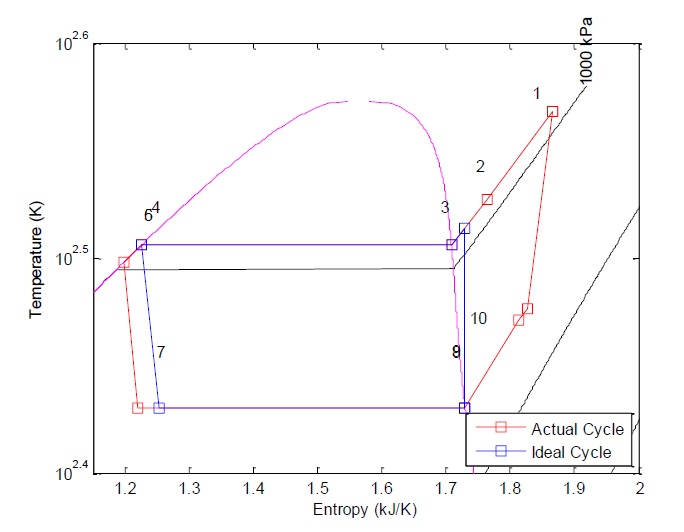 10^2.6
1000 kPa
1
2
3
4
6
10^2.5
Temperature (K)
10
7
8
9
Actual Cycle
Ideal Cycle
10^2.4
1.2 1.3 1.4 1.5 1.6 1.7 1.8 1.9 2
Entropy (kJ/K)